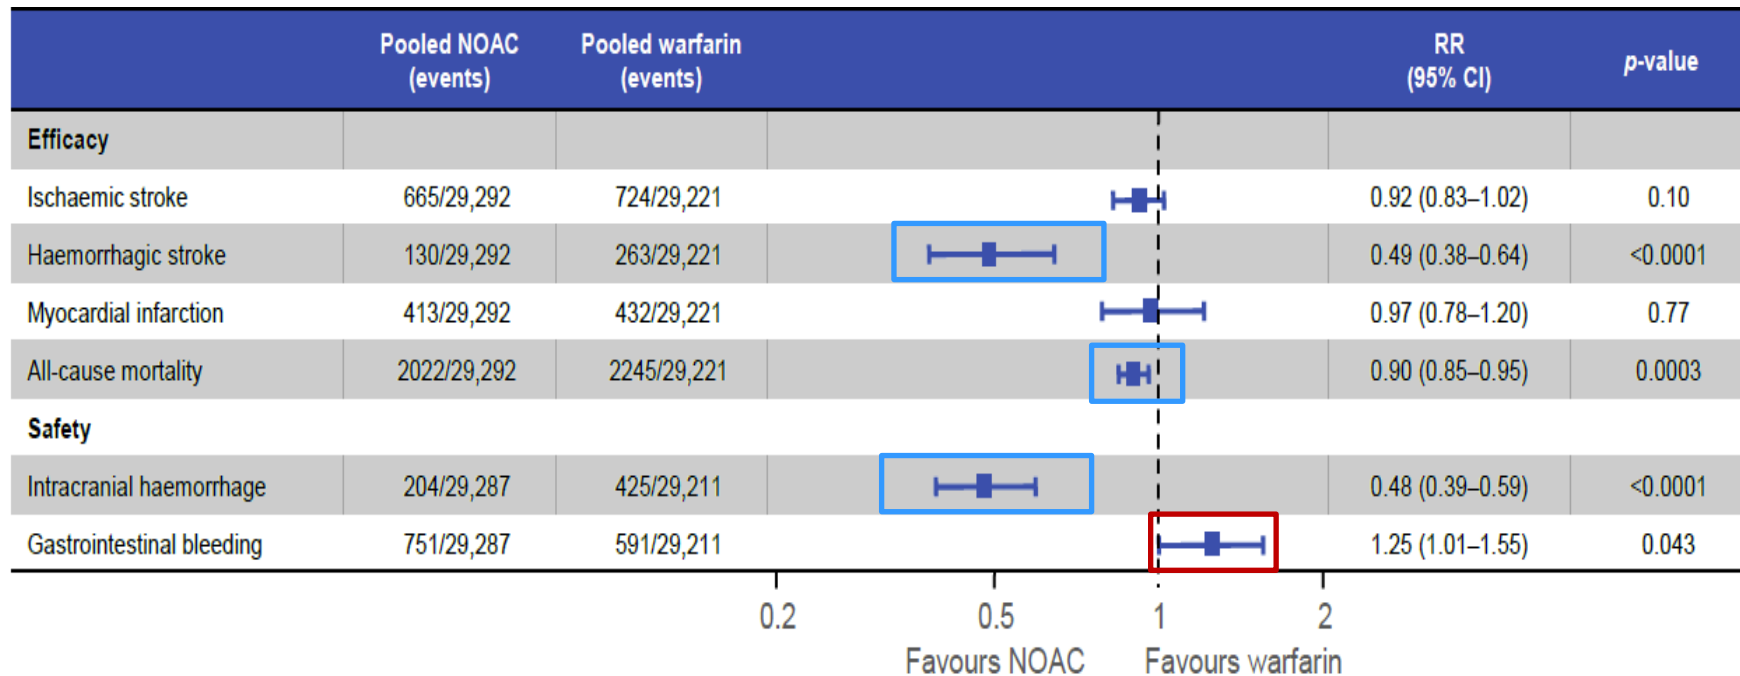 Pooled NOAC (events) Pooled warfarin (events) RR (95% CI) p-value
Efficacy
Ischaemic stroke 665/29,292 724/29,221 0.92 (0.83–1.02) 0.10
Haemorrhagic stroke 130/29,292 263/29,221 0.49 (0.38–0.64) <0.0001
Myocardial infarction 413/29,292 432/29,221 0.97 (0.78–1.20) 0.77
All-cause mortality 2022/29,292 2245/29,221 0.90 (0.85–0.95) 0.0003
Safety
Intracranial haemorrhage 204/29,287 425/29,211 0.48 (0.39–0.59) <0.0001
Gastrointestinal bleeding 751/29,287 591/29,211 1.25 (1.01–1.55) 0.043
0.2 0.5 1 2
Favours NOAC Favours warfarin